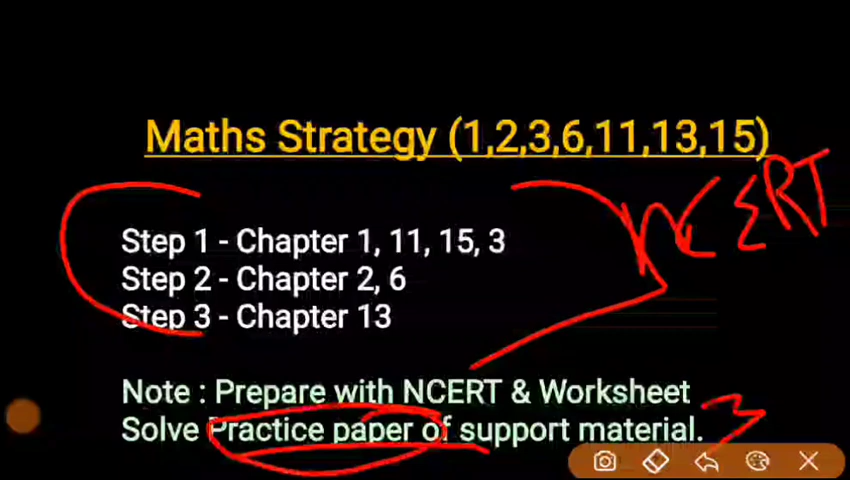 Maths Strategy (1,2,3,6,11,13,15)
NCERT
Step 1 - Chapter 1, 11, 15, 3
Step 2 - Chapter 2, 6
Step 3 - Chapter 13
Note : Prepare with NCERT & Worksheet
Solve Practice paper of support material. 3